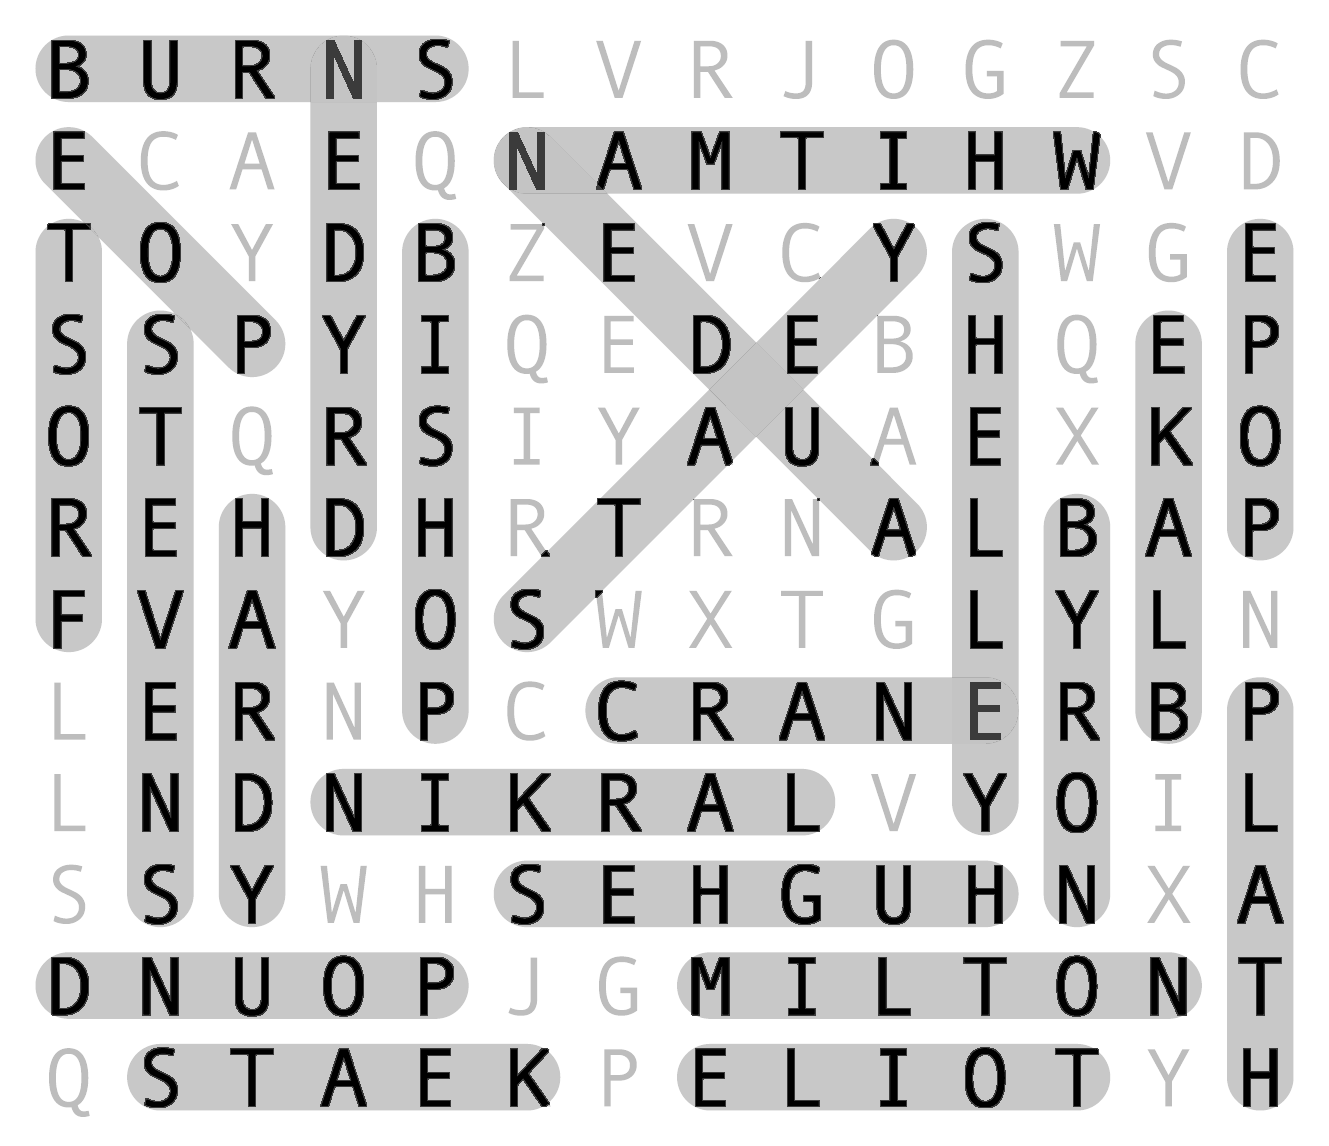 B U R N S L V R J O G Z S C
E C A E Q N A M T I H W V D
T O Y D B Z E V C Y S W G E
S S P Y I Q E D E B H Q E P
O T Q R S I Y A U A E X K O
R E H D H R T R N A L B A P
F V A Y O S W X T G L Y L N
L E R N P C C R A N E R B P
L N D N I K R A L V Y O I L
S S Y W H S E H G U H N X A
D N U O P J G M I L T O N T
Q S T A E K P E L I O T Y H